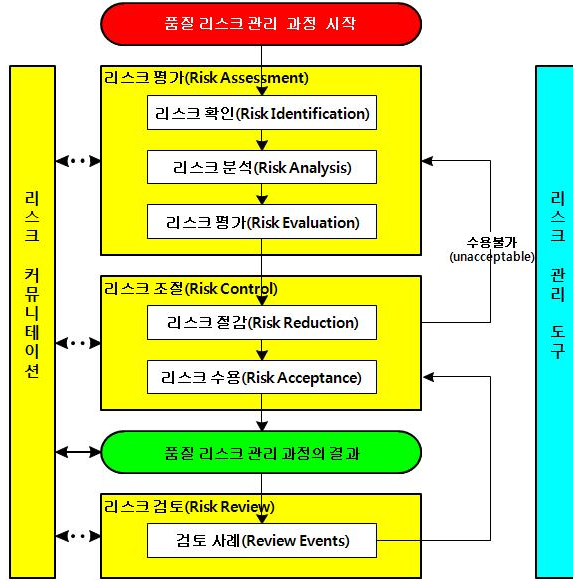 품질 리스크 관리 과정 시작
리스크 평가(Risk Assessment)
리스크 확인(Risk Identification)
리스크 분석(Risk Analysis)
리스크 평가(Risk Evaluation)
리스크 조절(Risk Control)
리스크 절감(Risk Reduction)
리스크 수용(Risk Acceptance)
품질 리스크 관리 과정의 결과
리스크 검토(Risk Review)
검토 사례(Review Events)
수용불가
(unacceptable)
리스크 커뮤니테이션
리스크 관리 도구